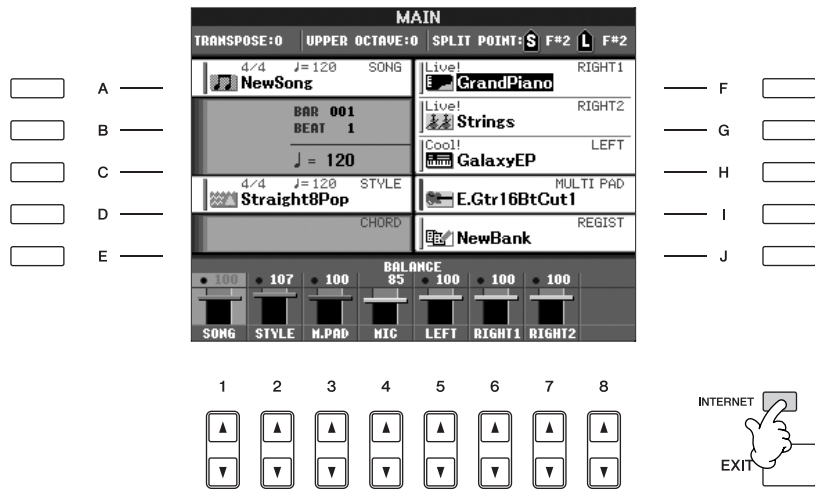 MAIN
TRANSPOSE:0 UPPER OCTAVE:0 SPLIT POINT: S F#2 L F#2
4/4 ♩=120 SONG
NewSong
BAR 001
BEAT 1
♩ = 120
4/4 ♩=120 STYLE
Straight8Pop
CHORD
Live! RIGHT1
GrandPiano
Live! RIGHT2
Strings
Cool! LEFT
GalaxyEP
MULTI PAD
E.Gtr16BtCut1
REGIST
NewBank
A
B
C
D
E
F
G
H
I
J
BALANCE
100 107 100 85 100 100 100
SONG STYLE M.PAD MIC LEFT RIGHT1 RIGHT2
1 2 3 4 5 6 7 8
INTERNET
EXIT